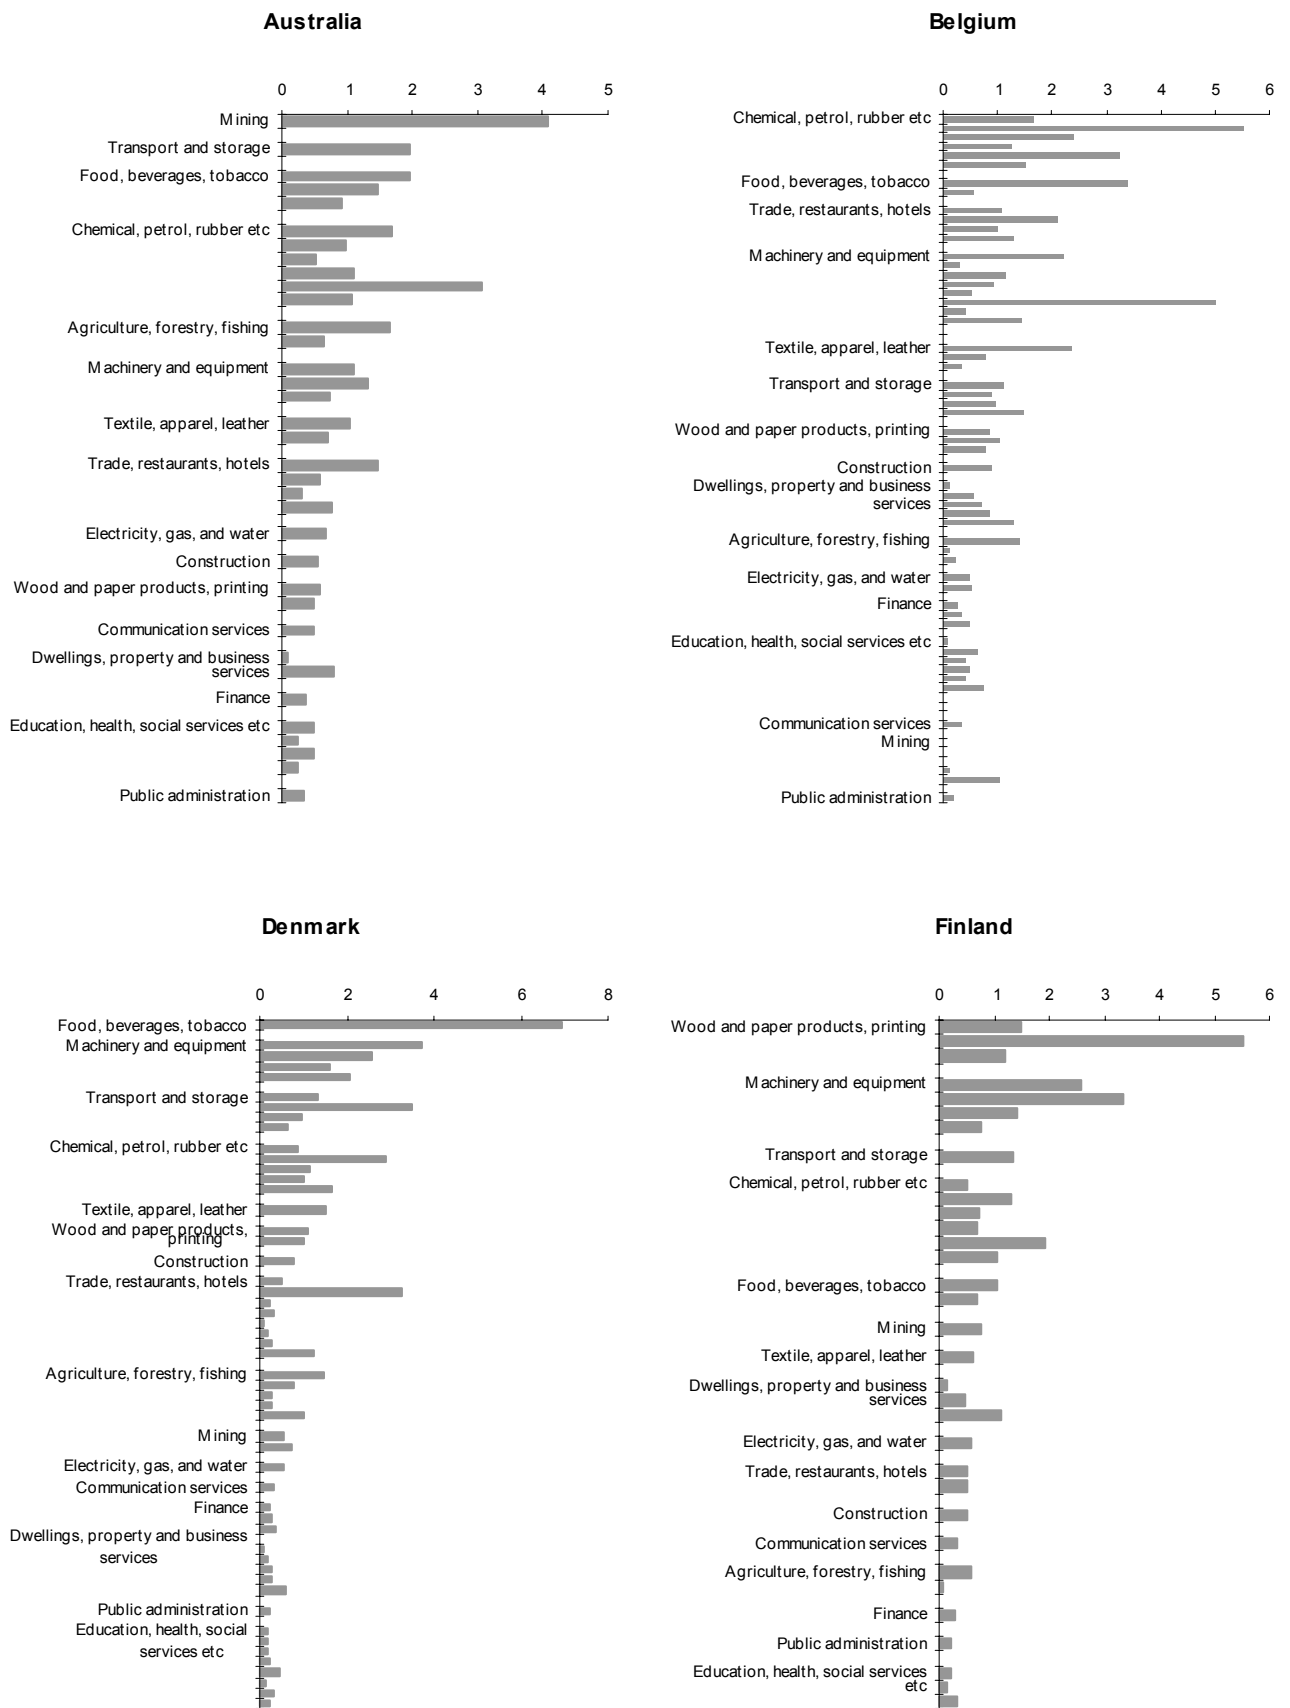 Australia
0 1 2 3 4 5
Mining
Transport and storage
Food, beverages, tobacco
Chemical, petrol, rubber etc
Agriculture, forestry, fishing
Machinery and equipment
Textile, apparel, leather
Trade, restaurants, hotels
Electricity, gas, and water
Construction
Wood and paper products, printing
Communication services
Dwellings, property and business
services
Finance
Education, health, social services etc
Public administration
Belgium
0 1 2 3 4 5 6
Chemical, petrol, rubber etc
Food, beverages, tobacco
Trade, restaurants, hotels
Machinery and equipment
Textile, apparel, leather
Transport and storage
Wood and paper products, printing
Construction
Dwellings, property and business
services
Agriculture, forestry, fishing
Electricity, gas, and water
Finance
Education, health, social services etc
Communication services
Mining
Public administration
Denmark
0 2 4 6 8
Food, beverages, tobacco
Machinery and equipment
Transport and storage
Chemical, petrol, rubber etc
Textile, apparel, leather
Wood and paper products,
printing
Construction
Trade, restaurants, hotels
Agriculture, forestry, fishing
Mining
Electricity, gas, and water
Communication services
Finance
Dwellings, property and business
services
Public administration
Education, health, social
services etc
Finland
0 1 2 3 4 5 6
Wood and paper products, printing
Machinery and equipment
Transport and storage
Chemical, petrol, rubber etc
Food, beverages, tobacco
Mining
Textile, apparel, leather
Dwellings, property and business
services
Electricity, gas, and water
Trade, restaurants, hotels
Construction
Communication services
Agriculture, forestry, fishing
Finance
Public administration
Education, health, social services
etc